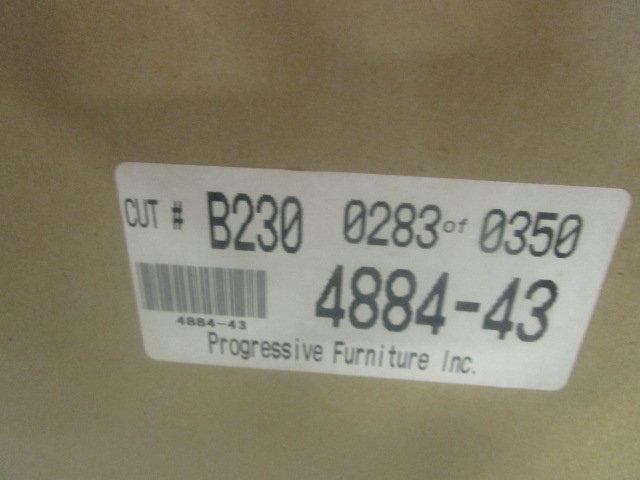 CUT # B230 0283 of 0350
4884-43
4884-43
Progressive Furniture Inc.